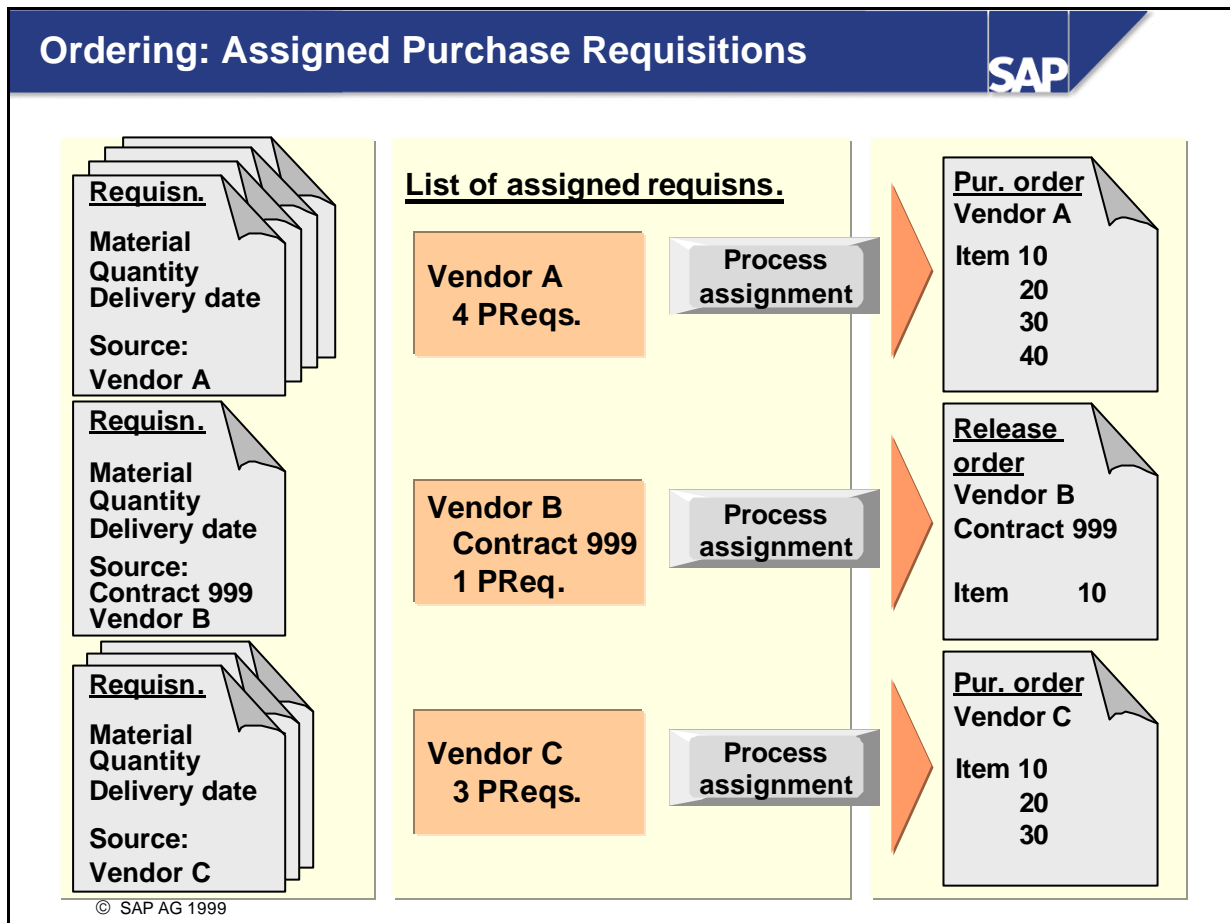 Ordering: Assigned Purchase Requisitions
SAP
Requisn.
Material
Quantity
Delivery date
Source:
Vendor A
Requisn.
Material
Quantity
Delivery date
Source:
Contract 999
Vendor B
Requisn.
Material
Quantity
Delivery date
Source:
Vendor C
List of assigned requisns.
Vendor A
4 PReqs.
Process
assignment
Vendor B
Contract 999
1 PReq.
Process
assignment
Vendor C
3 PReqs.
Process
assignment
Pur. order
Vendor A
Item 10
20
30
40
Release
order
Vendor B
Contract 999
Item 10
Pur. order
Vendor C
Item 10
20
30
© SAP AG 1999